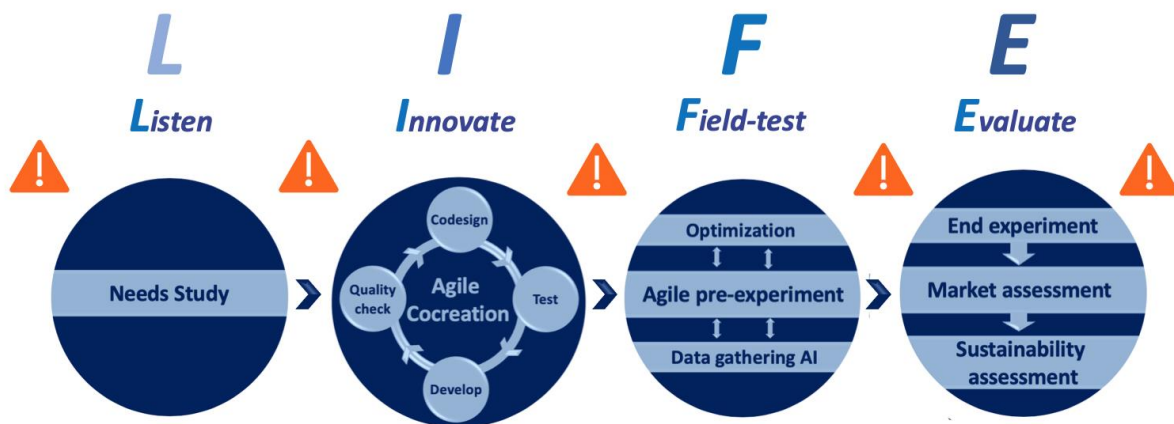 L I F E
Listen Innovate Field-test Evaluate
Needs Study
Codesign
Quality
check
Agile
Cocreation
Test
Develop
Optimization
Agile pre-experiment
Data gathering AI
End experiment
Market assessment
Sustainability
assessment